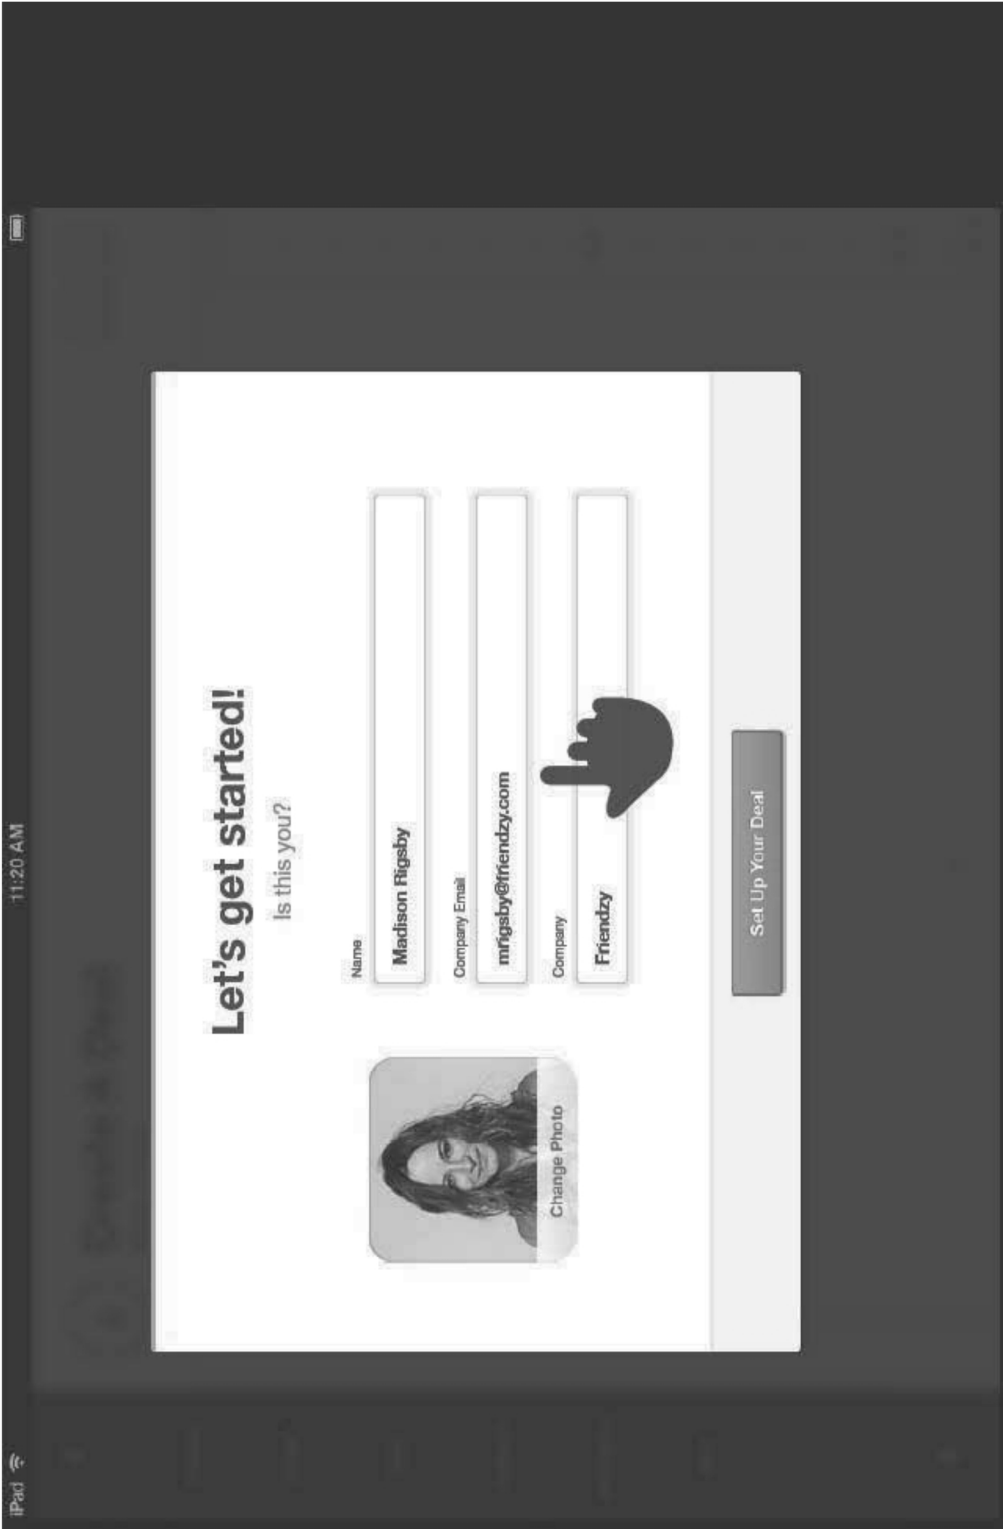 iPad
11:20 AM
Let's get started!
Is this you?
Name
Madison Rigsby
Company Email
mrigsby@friendzy.com
Company
Friendzy
Change Photo
Set Up Your Deal